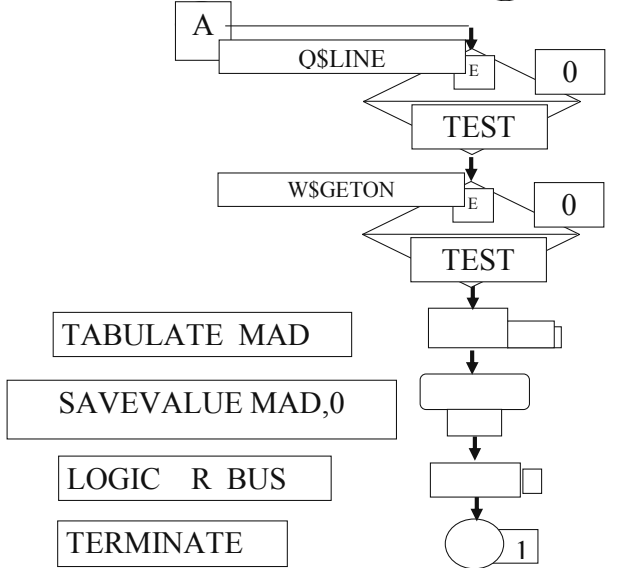 A
Q$LINE E 0
TEST
W$GETON E 0
TEST
TABULATE MAD
SAVEVALUE MAD,0
LOGIC R BUS
TERMINATE 1